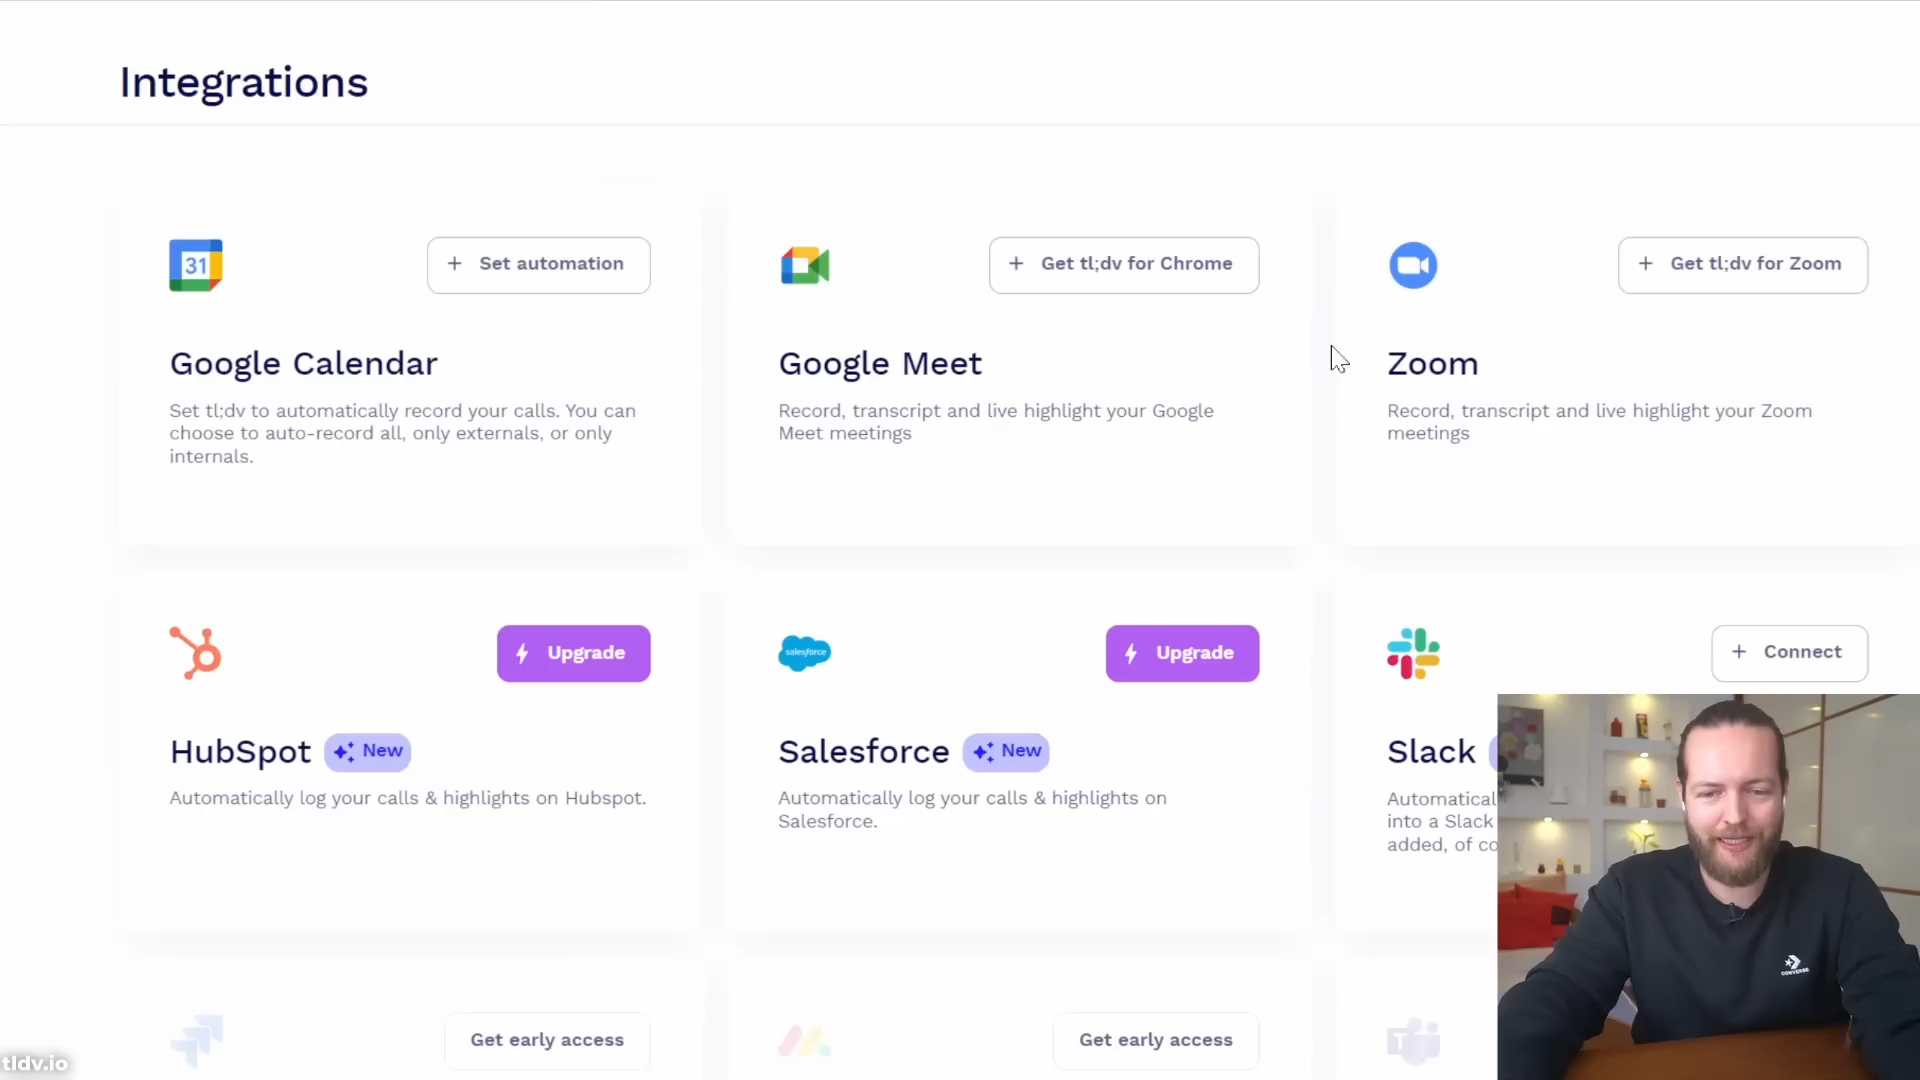 Integrations
31
+ Set automation
Google Calendar
Set tl;dv to automatically record your calls. You can
choose to auto-record all, only externals, or only
internals.
+ Get tl;dv for Chrome
Google Meet
Record, transcript and live highlight your Google
Meet meetings
+ Get tl;dv for Zoom
Zoom
Record, transcript and live highlight your Zoom
meetings
Upgrade
HubSpot New
Automatically log your calls & highlights on Hubspot.
salesforce
Upgrade
Salesforce New
Automatically log your calls & highlights on
Salesforce.
+ Connect
Slack
into a Slack
added, of
Get early access
Get early access
T
CONVERSE
tldv.io